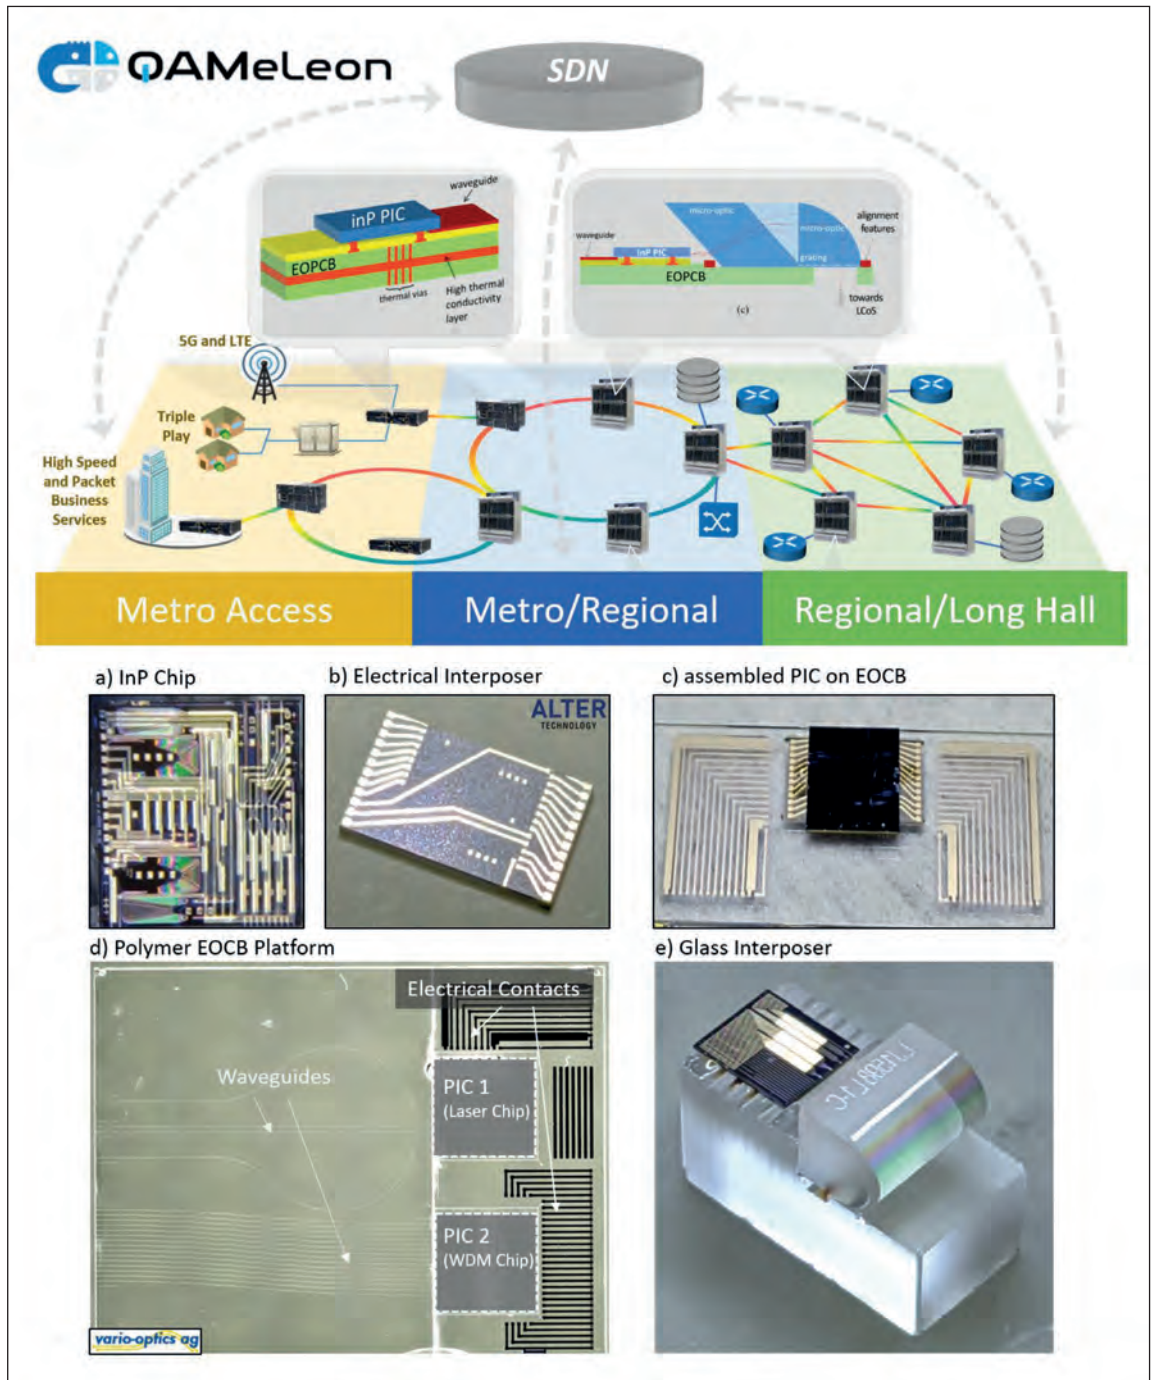 QAMeLeon
SDN
waveguide
inP PIC
EOPCB
thermal vias
High thermal
conductivity
layer
micro-optic
alignment
features
waveguide
InP PIC
micro-optic
grating
EOPCB
towards
LCoS
(c)
5G and LTE
Triple
Play
High Speed
and Packet
Business
Services
Metro Access
Metro/Regional
Regional/Long Hall
a) InP Chip
b) Electrical Interposer
c) assembled PIC on EOCB
ALTER
TECHNOLOGY
d) Polymer EOCB Platform
e) Glass Interposer
Electrical Contacts
Waveguides
PIC 1
(Laser Chip)
PIC 2
(WDM Chip)
vario-optics ag